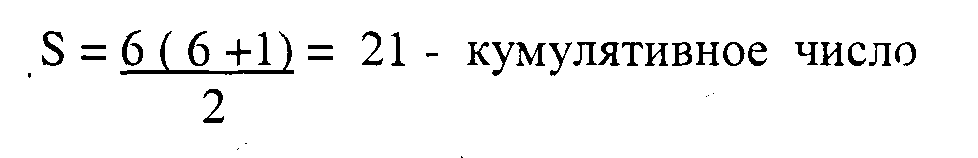 S = 6 ( 6 +1) = 21 - кумулятивное число
2